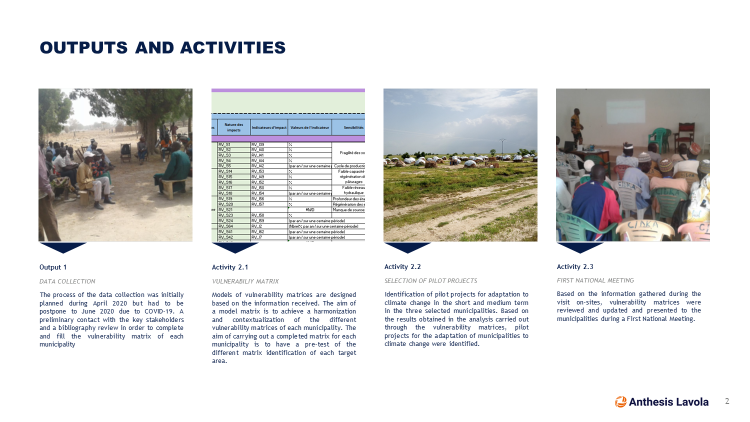 OUTPUTS AND ACTIVITIES
Nature des impacts
Indicateurs d'impact
Valeurs de l'indicateur
Output 1
DATA COLLECTION
The process of the data collection was initially
planned during April 2020 but had to be
postpone to June 2020 due to COVID-19. A
preliminary contact with the key stakeholders
and a bibliography review in order to complete
and fill the vulnerability matrix of each
municipality
Activity 2.1
VULNERABILIY MATRIX
Models of vulnerability matrices are designed
based on the information received. The aim of
a model matrix is to achieve a harmonization
and contextualization of the different
vulnerability matrices of each municipality. The
aim of carrying out a completed matrix for each
municipality is to have a pre-test of the
different matrix identification of each target
area.
Activity 2.2
SELECTION OF PILOT PROJECTS
Identification of pilot projects for adaptation to
climate change in the short and medium term
in the three selected municipalities. Based on
the results obtained in the analysis carried out
through the vulnerability matrices, pilot
projects for the adaptation of municipalities to
climate change were identified.
Activity 2.3
FIRST NATIONAL MEETING
Based on the information gathered during the
visit on-sites, vulnerability matrices were
reviewed and updated and presented to the
municipalities during a First National Meeting.
Anthesis Lavola
2